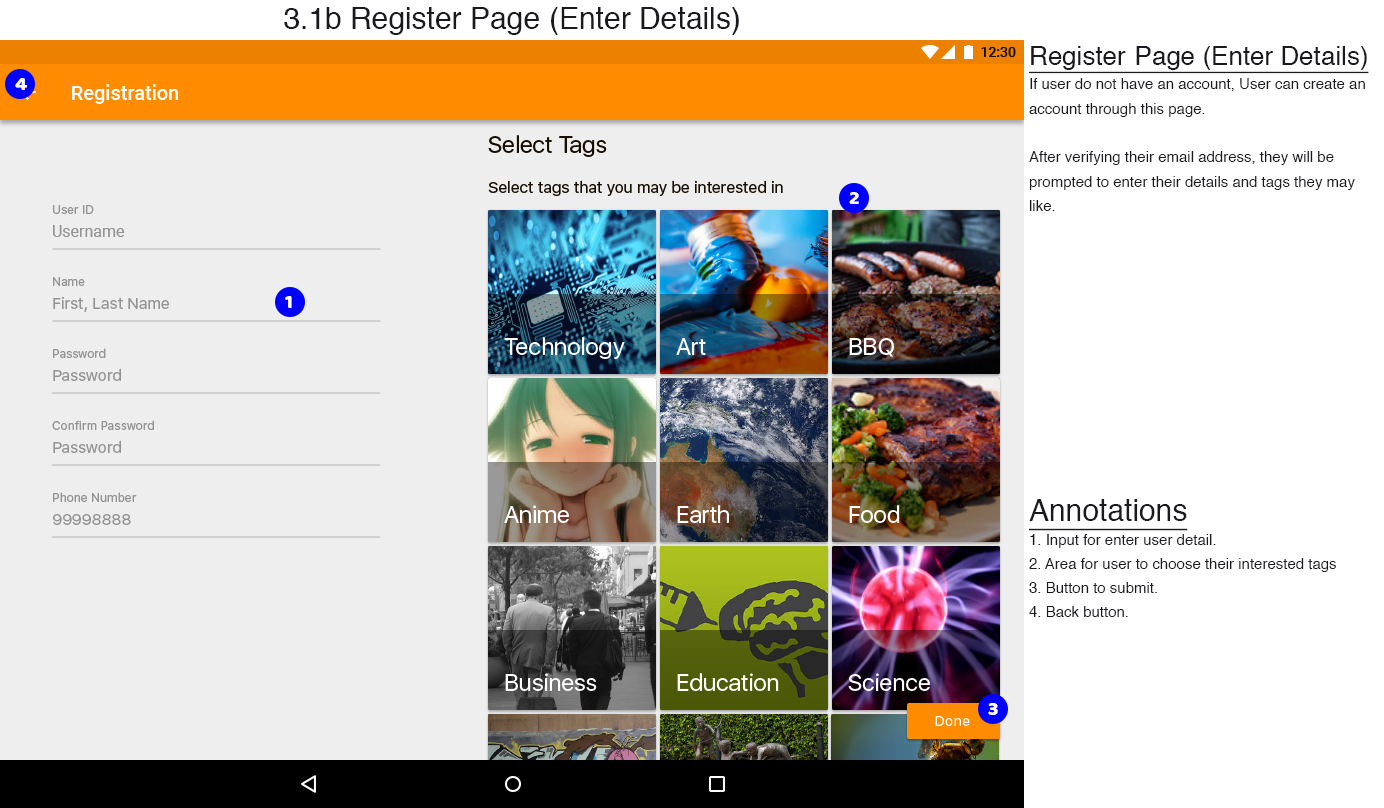 3.1b Register Page (Enter Details)
12:30
4
Registration
User ID
Username
Name
First, Last Name
1
Password
Password
Confirm Password
Password
Phone Number
99998888
Select Tags
Select tags that you may be interested in
2
Technology
Art
BBQ
Anime
Earth
Food
Business
Education
Science
3
Done
Register Page (Enter Details)
If user do not have an account, User can create an
account through this page.
After verifying their email address, they will be
prompted to enter their details and tags they may
like.
Annotations
1. Input for enter user detail.
2. Area for user to choose their interested tags
3. Button to submit.
4. Back button.